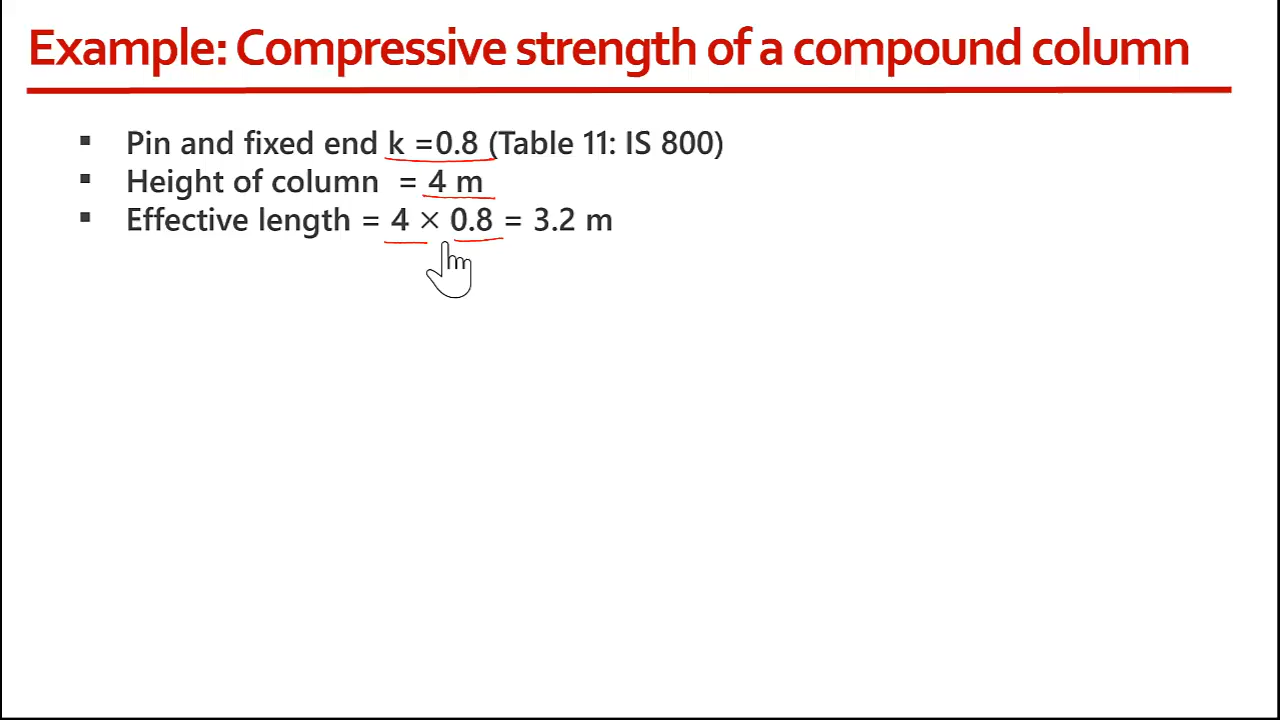 Example: Compressive strength of a compound column
▪ Pin and fixed end k =0.8 (Table 11: IS 800)
▪ Height of column = 4 m
▪ Effective length = 4 × 0.8 = 3.2 m